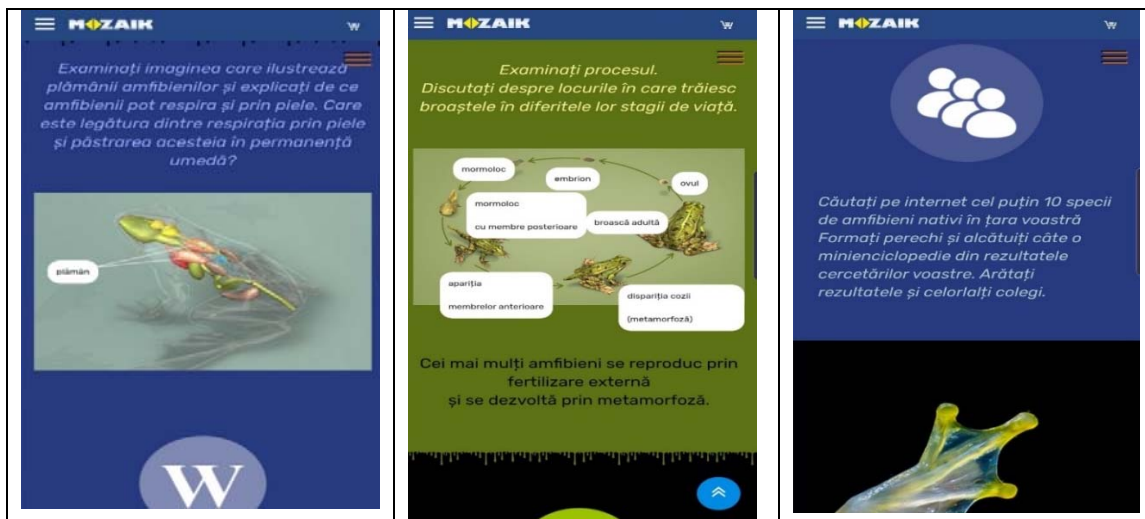 MOZAIK
Examinați imaginea care ilustrează
plămânii amfibienilor și explicați de ce
amfibienii pot respira și prin piele. Care
este legătura dintre respirația prin piele
și păstrarea acesteia în permanență
umedă?
plămân
W
MOZAIK
Examinați procesul.
Discutați despre locurile în care trăiesc
broaștele în diferitele lor stagii de viață.
mormoloc
embrion
ovul
mormoloc
cu membre posterioare
broască adultă
apariția
membrelor anterioare
dispariția cozii
(metamorfoză)
Cei mai mulți amfibieni se reproduc prin
fertilizare externă
și se dezvoltă prin metamorfoză.
MOZAIK
Căutați pe internet cel puțin 10 specii
de amfibieni nativi în țara voastră
Formați perechi și alcătuiți câte o
minienciclopedie din rezultatele
cercetărilor voastre. Arătați
rezultatele și celorlalți colegi.